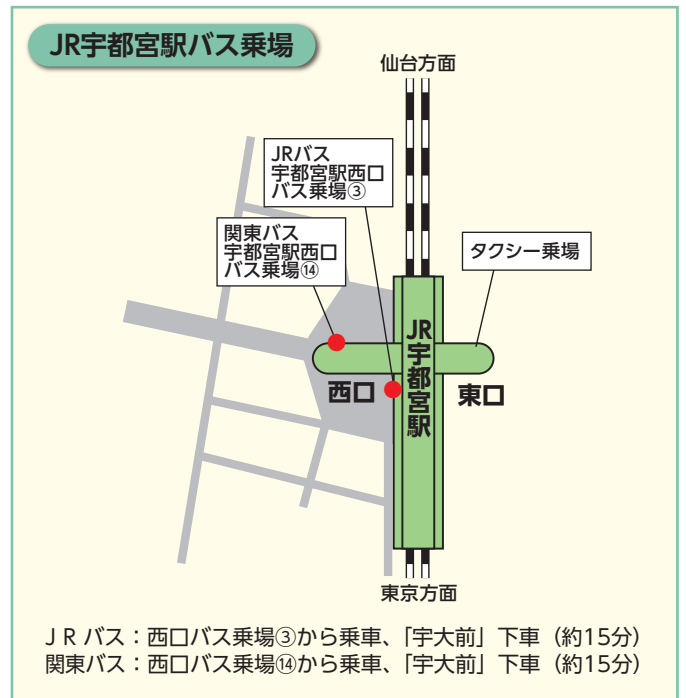 JR宇都宮駅バス乗場
仙台方面
JRバス
宇都宮駅西口
バス乗場③
関東バス
宇都宮駅西口
バス乗場⑭
タクシー乗場
JR宇都宮駅
西口
東口
東京方面
JRバス：西口バス乗場③から乗車、「宇大前」下車（約15分）
関東バス：西口バス乗場⑭から乗車、「宇大前」下車（約15分）